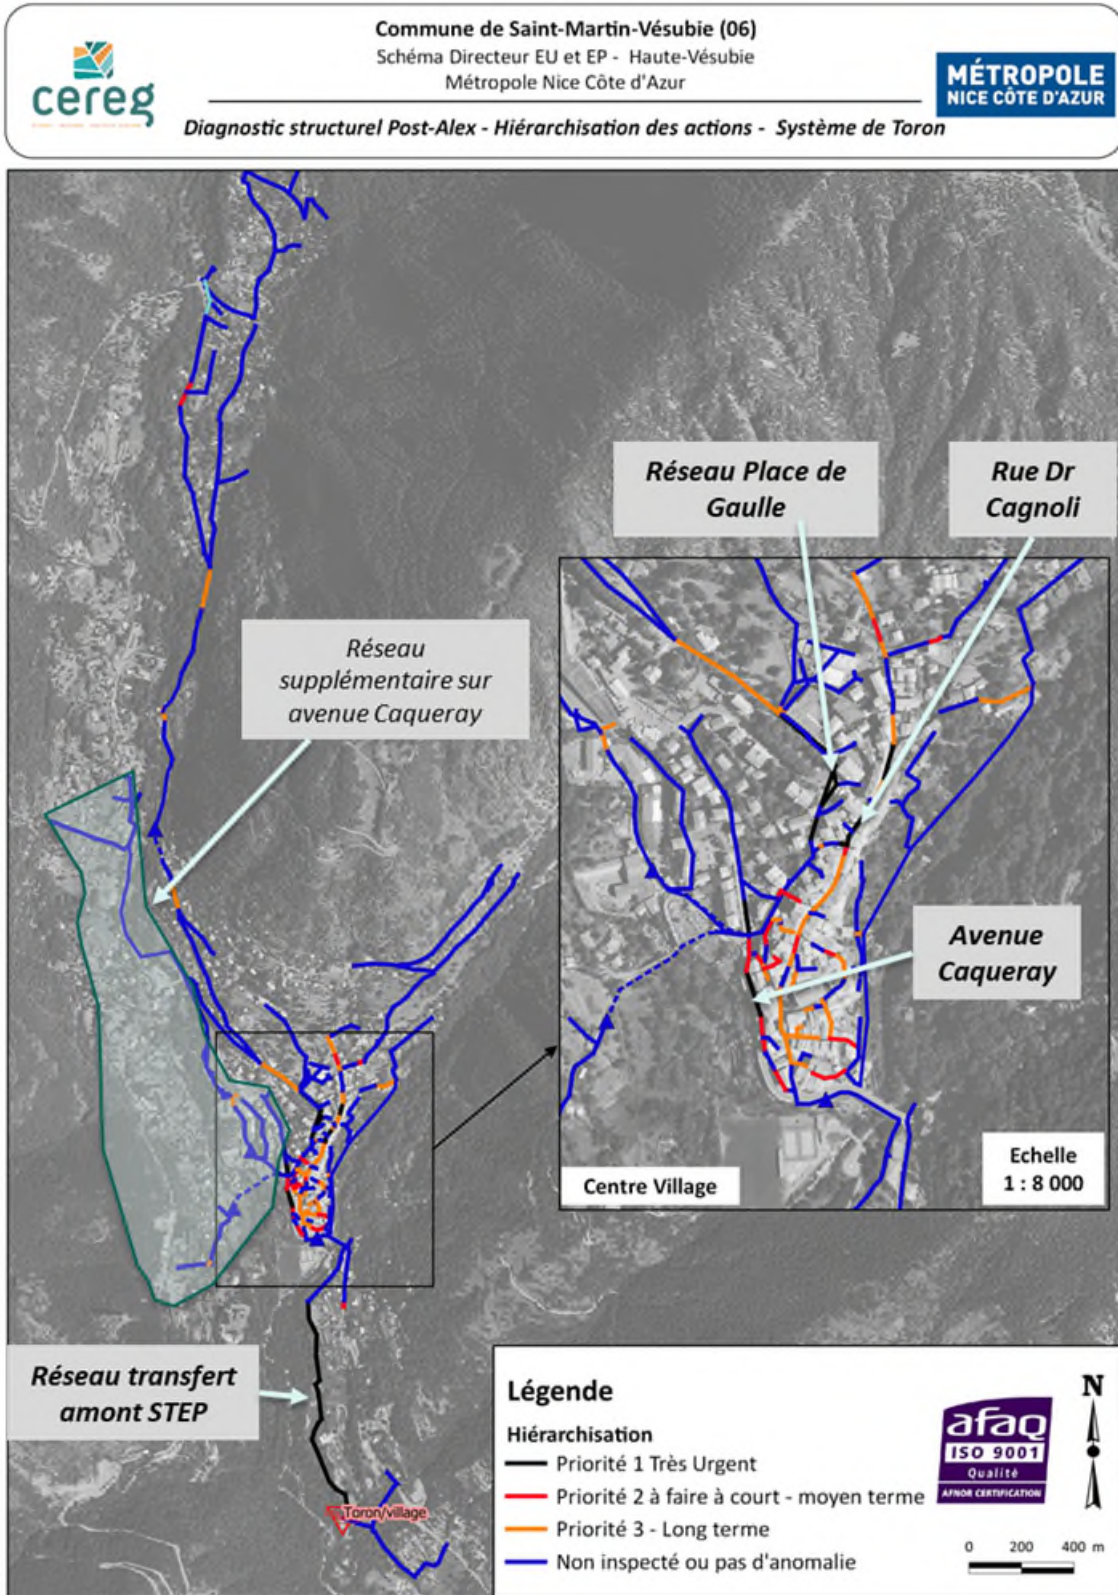 cereg
Commune de Saint-Martin-Vésubie (06)
Schéma Directeur EU et EP - Haute-Vésubie
Métropole Nice Côte d'Azur
Diagnostic structurel Post-Alex - Hiérarchisation des actions - Système de Toron
MÉTROPOLE
NICE CÔTE D'AZUR
Réseau Place de
Gaulle
Rue Dr
Cagnoli
Réseau
supplémentaire sur
avenue Caqueray
Avenue
Caqueray
Centre Village
Echelle
1 : 8 000
Réseau transfert
amont STEP
Toron/village
Légende
Hiérarchisation
Priorité 1 Très Urgent
Priorité 2 à faire à court - moyen terme
Priorité 3 - Long terme
Non inspecté ou pas d'anomalie
afaq
ISO 9001
Qualité
AFNOR CERTIFICATION
N
0 200 400 m